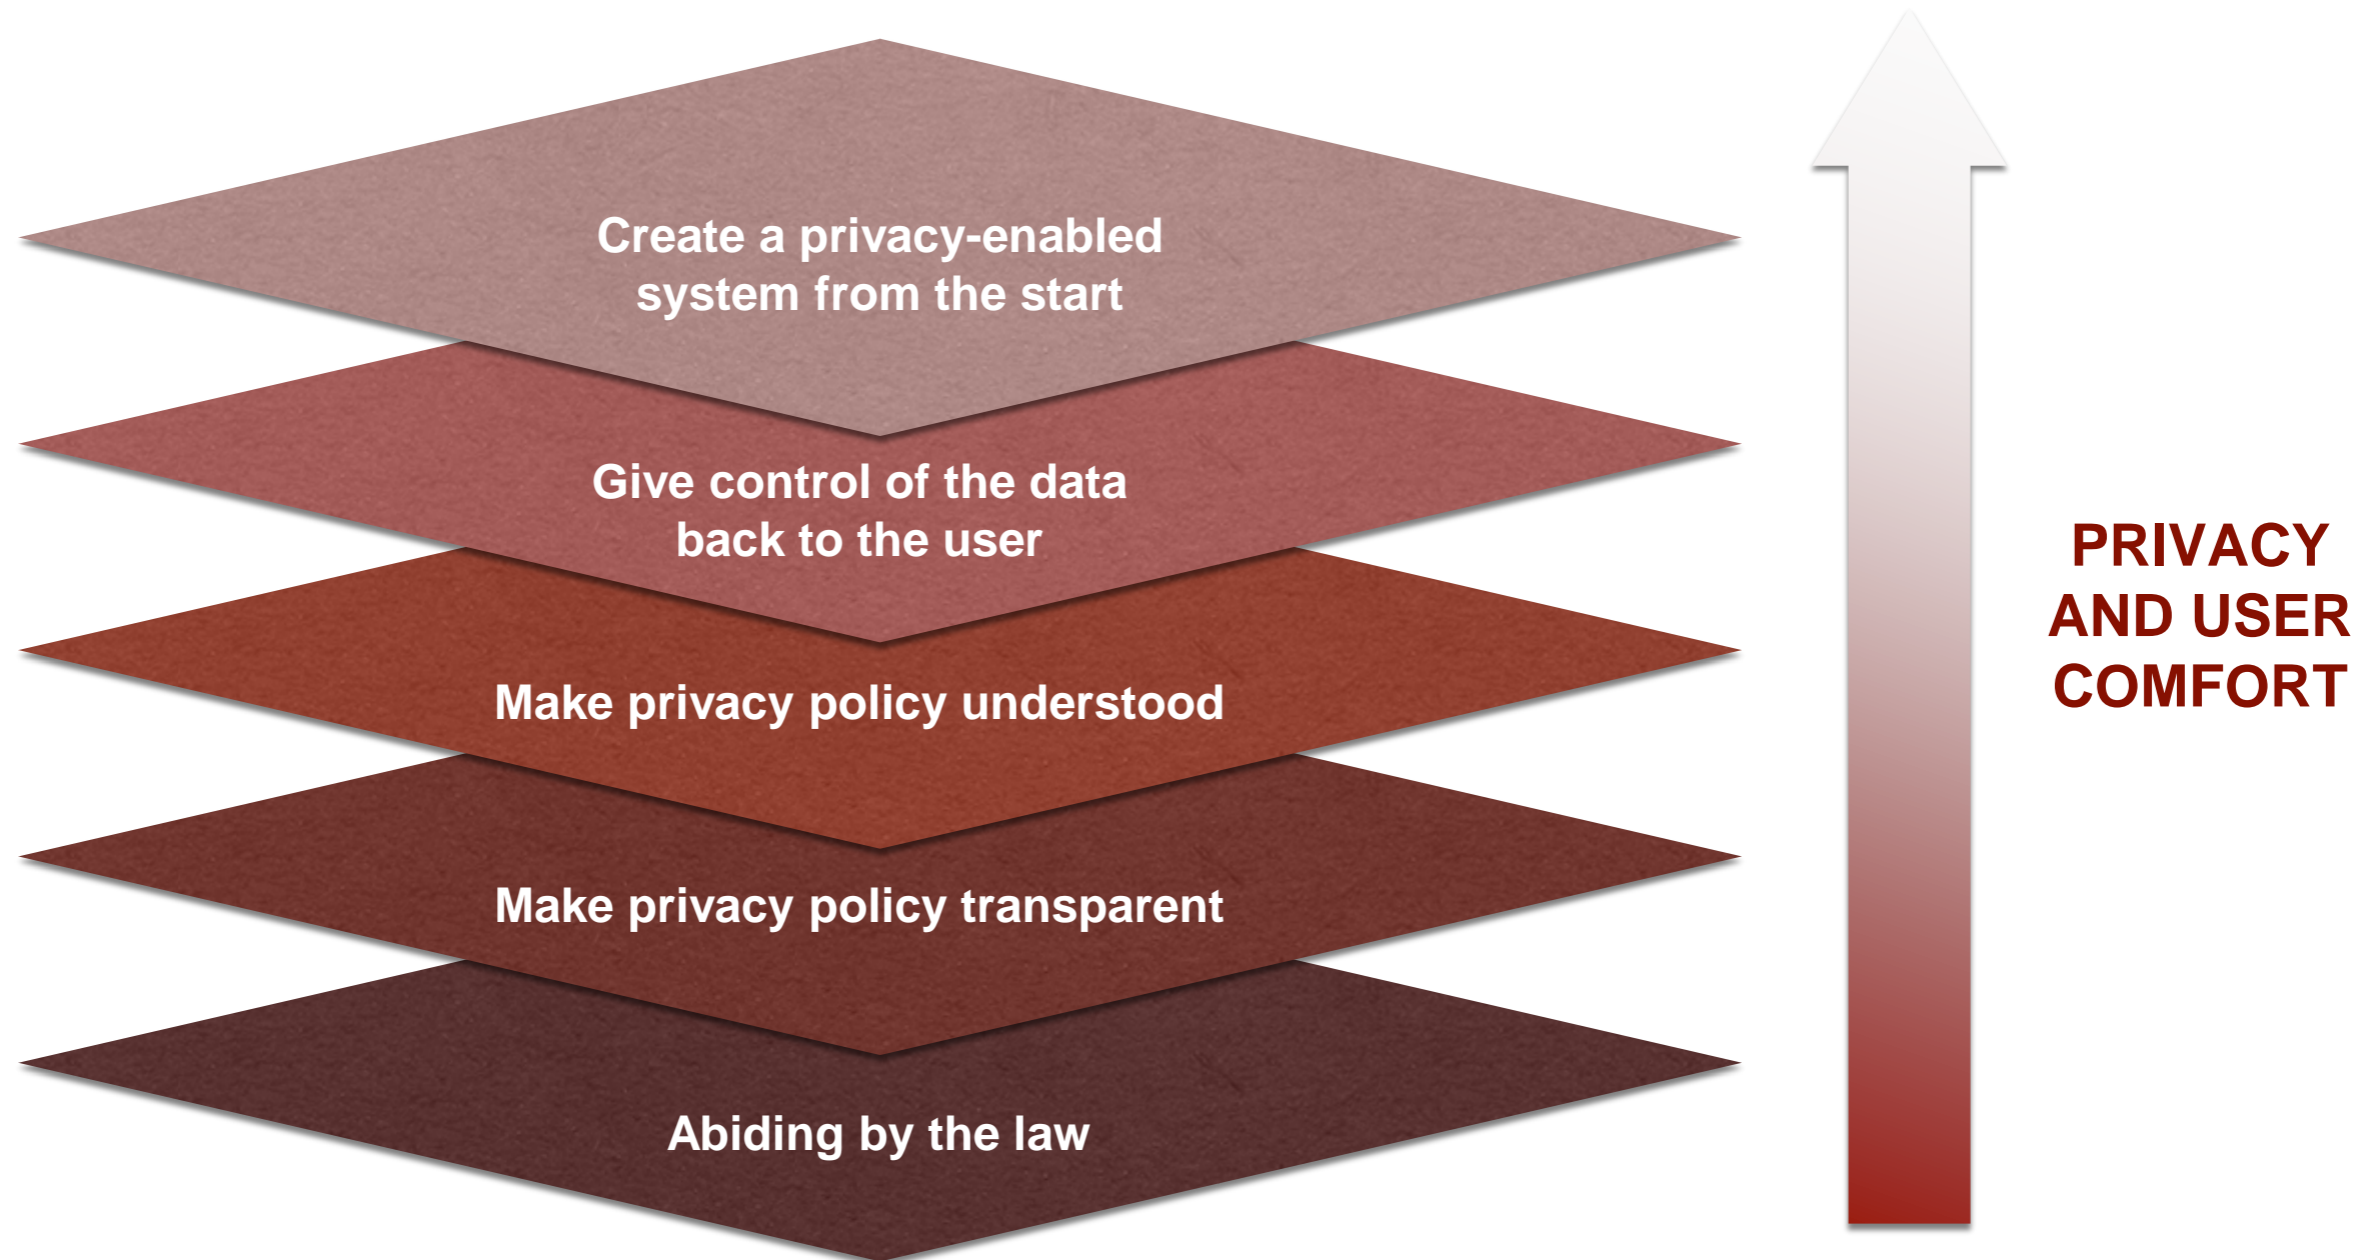 Create a privacy-enabled
system from the start
Give control of the data
back to the user
Make privacy policy understood
Make privacy policy transparent
Abiding by the law
PRIVACY
AND USER
COMFORT